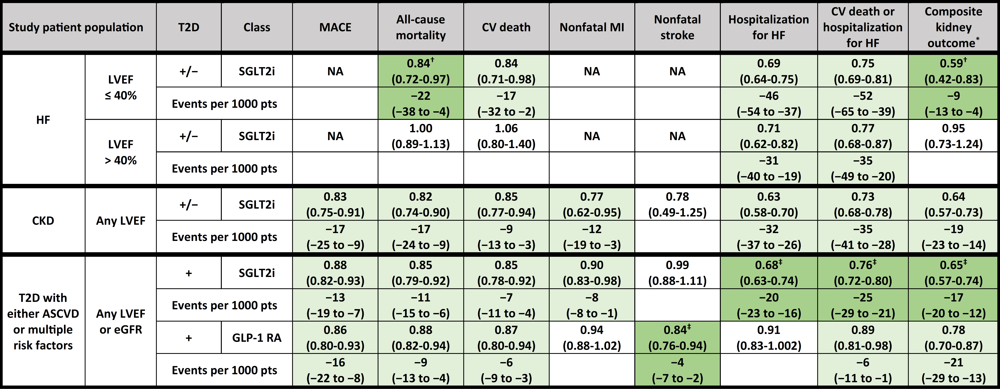 Study patient population
T2D
Class
MACE
All-cause
mortality
CV death
Nonfatal MI
Nonfatal
stroke
Hospitalization
for HF
CV death or
hospitalization
for HF
Composite
kidney
outcome*
HF
LVEF
≤ 40%
+/−
SGLT2i
NA
0.84†
(0.72-0.97)
0.84
(0.71-0.98)
NA
NA
0.69
(0.64-0.75)
0.75
(0.69-0.81)
0.59†
(0.42-0.83)
Events per 1000 pts
−22
(−38 to −4)
−17
(−32 to −2)
−46
(−54 to −37)
−52
(−65 to −39)
−9
(−13 to −4)
LVEF
> 40%
+/−
SGLT2i
NA
1.00
(0.89-1.13)
1.06
(0.80-1.40)
NA
NA
0.71
(0.62-0.82)
0.77
(0.68-0.87)
0.95
(0.73-1.24)
Events per 1000 pts
−31
(−40 to −19)
−35
(−49 to −20)
CKD
Any LVEF
+/−
SGLT2i
0.83
(0.75-0.91)
0.82
(0.74-0.90)
0.85
(0.77-0.94)
0.77
(0.62-0.95)
0.78
(0.49-1.25)
0.63
(0.58-0.70)
0.73
(0.68-0.78)
0.64
(0.57-0.73)
Events per 1000 pts
−17
(−25 to −9)
−17
(−24 to −9)
−9
(−13 to −3)
−12
(−19 to −3)
−32
(−37 to −26)
−35
(−41 to −28)
−19
(−23 to −14)
T2D with
either ASCVD
or multiple
risk factors
Any LVEF
or eGFR
+
SGLT2i
0.88
(0.82-0.93)
0.85
(0.79-0.92)
0.85
(0.78-0.92)
0.90
(0.83-0.98)
0.99
(0.88-1.11)
0.68‡
(0.63-0.74)
0.76‡
(0.72-0.80)
0.65‡
(0.57-0.74)
Events per 1000 pts
−13
(−19 to −7)
−11
(−15 to −6)
−7
(−11 to −4)
−8
(−8 to −1)
−20
(−23 to −16)
−25
(−29 to −21)
−17
(−20 to −12)
+
GLP-1 RA
0.86
(0.80-0.93)
0.88
(0.82-0.94)
0.87
(0.80-0.94)
0.94
(0.88-1.02)
0.84‡
(0.76-0.94)
0.91
(0.83-1.002)
0.89
(0.81-0.98)
0.78
(0.70-0.87)
Events per 1000 pts
−16
(−22 to −8)
−9
(−13 to −4)
−6
(−9 to −3)
−4
(−7 to −2)
−6
(−11 to −1)
−21
(−29 to −13)